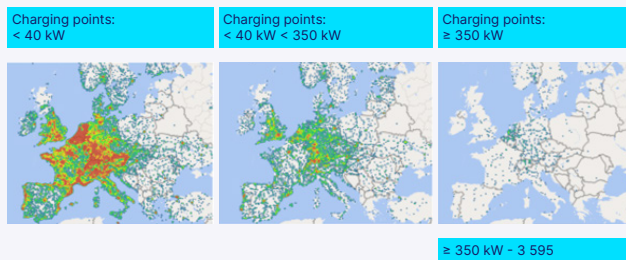 Charging points:
< 40 kW
Charging points:
< 40 kW < 350 kW
Charging points:
≥ 350 kW
≥ 350 kW - 3 595